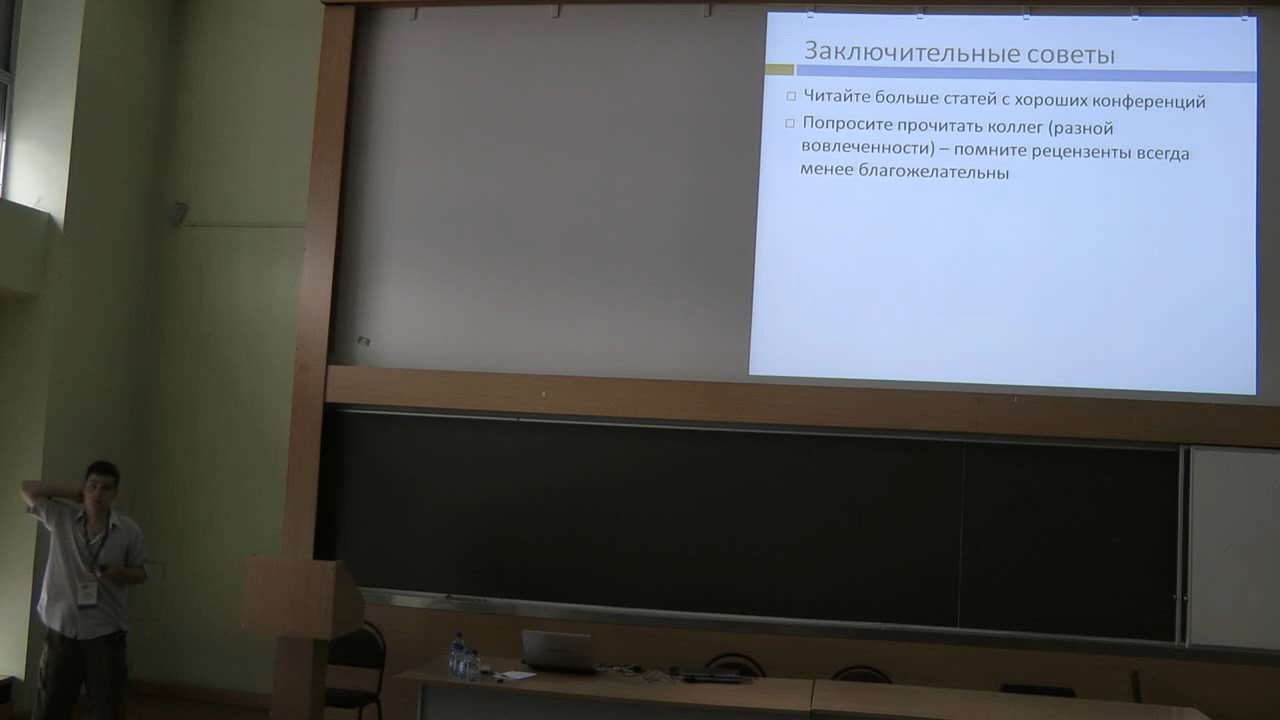 Заключительные советы
Читайте больше статей с хороших конференций
Попросите прочитать коллег (разной
вовлеченности) – помните рецензенты всегда
менее благожелательны